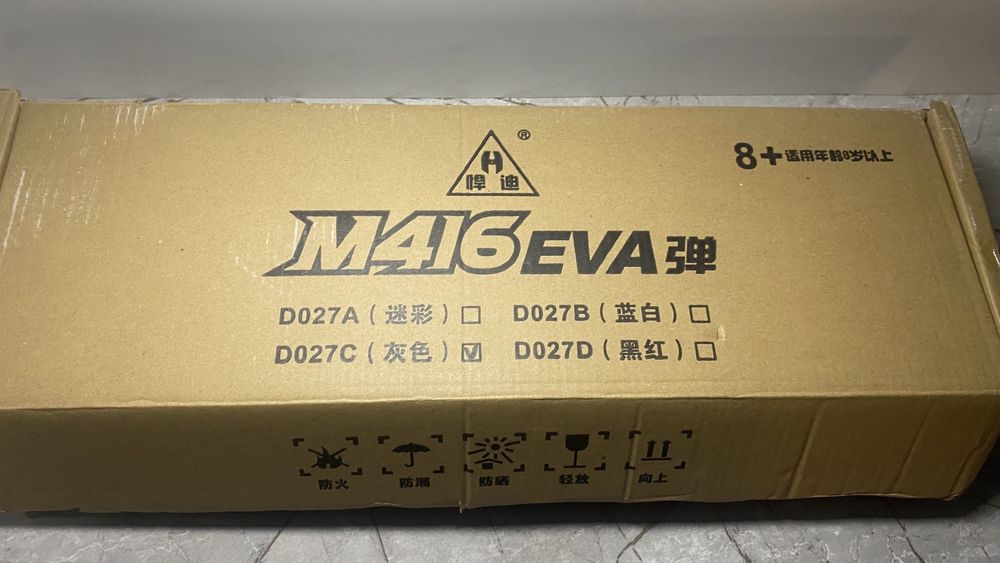 ®
悍迪
8+适用年龄8岁以上
M416EVA弹
D027A(迷彩)□ D027B(蓝白)□
D027C(灰色)☑ D027D(黑红)□
防火 防潮 防晒 轻放 向上